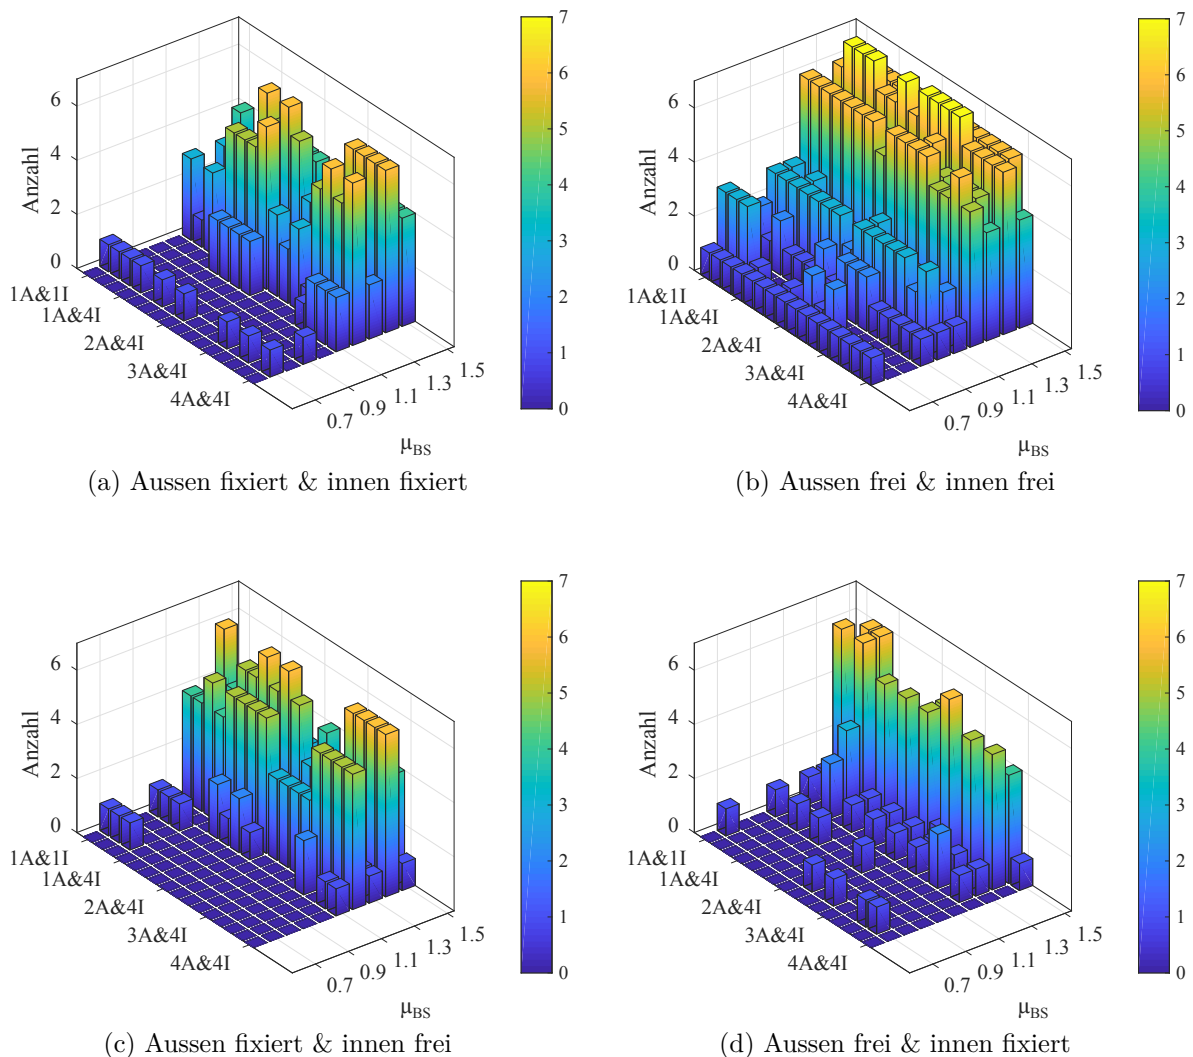 7
6
5
4
3
2
1
0
Anzahl
6
4
2
0
1A&1I
1A&4I
2A&4I
3A&4I
4A&4I
0.7
0.9
1.1
1.3
1.5
μBS
(a) Aussen fixiert & innen fixiert
7
6
5
4
3
2
1
0
Anzahl
6
4
2
0
1A&1I
1A&4I
2A&4I
3A&4I
4A&4I
0.7
0.9
1.1
1.3
1.5
μBS
(b) Aussen frei & innen frei
7
6
5
4
3
2
1
0
Anzahl
6
4
2
0
1A&1I
1A&4I
2A&4I
3A&4I
4A&4I
0.7
0.9
1.1
1.3
1.5
μBS
(c) Aussen fixiert & innen frei
7
6
5
4
3
2
1
0
Anzahl
6
4
2
0
1A&1I
1A&4I
2A&4I
3A&4I
4A&4I
0.7
0.9
1.1
1.3
1.5
μBS
(d) Aussen frei & innen fixiert